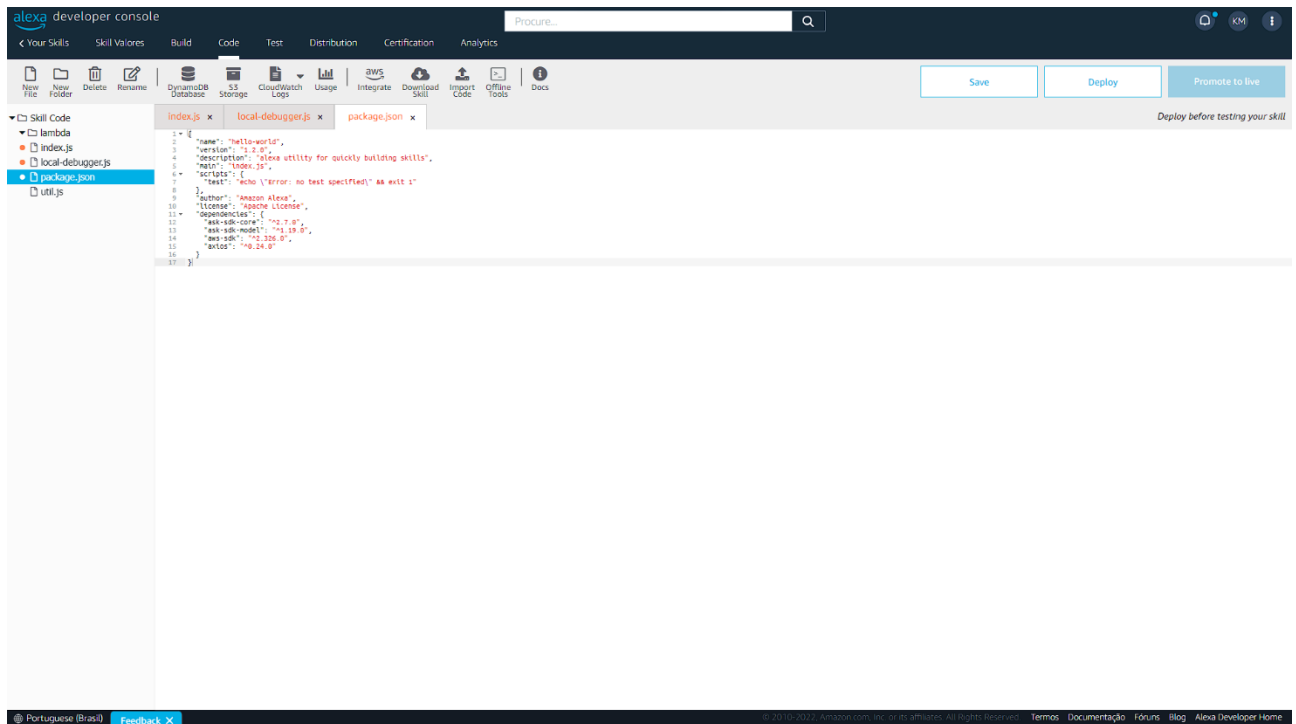 alexa developer console
Procure...
KM
Your Skills
Skill Valores
Build
Code
Test
Distribution
Certification
Analytics
New File
New Folder
Delete
Rename
DynamoDB Database
S3 Storage
CloudWatch Logs
Usage
aws Integrate
Download Skill
Import Code
Offline Tools
Docs
Save
Deploy
Promote to live
Skill Code
lambda
index.js
local-debugger.js
package.json
util.js
index.js x
local-debugger.js x
package.json x
Deploy before testing your skill
1 {
2 "name": "hello-world",
3 "version": "1.2.0",
4 "description": "alexa utility for quickly building skills",
5 "main": "index.js",
6 "scripts": {
7 "test": "echo \"Error: no test specified\" && exit 1"
8 },
9 "author": "Amazon Alexa",
10 "license": "Apache License",
11 "dependencies": {
12 "ask-sdk-core": "^2.7.0",
13 "ask-sdk-model": "^1.19.0",
14 "aws-sdk": "^2.326.0",
15 "axios": "^0.24.0"
16 }
17 }
Portuguese (Brasil)
Feedback X
© 2010-2022, Amazon.com, Inc. or its affiliates. All Rights Reserved.
Termos
Documentação
Fóruns
Blog
Alexa Developer Home